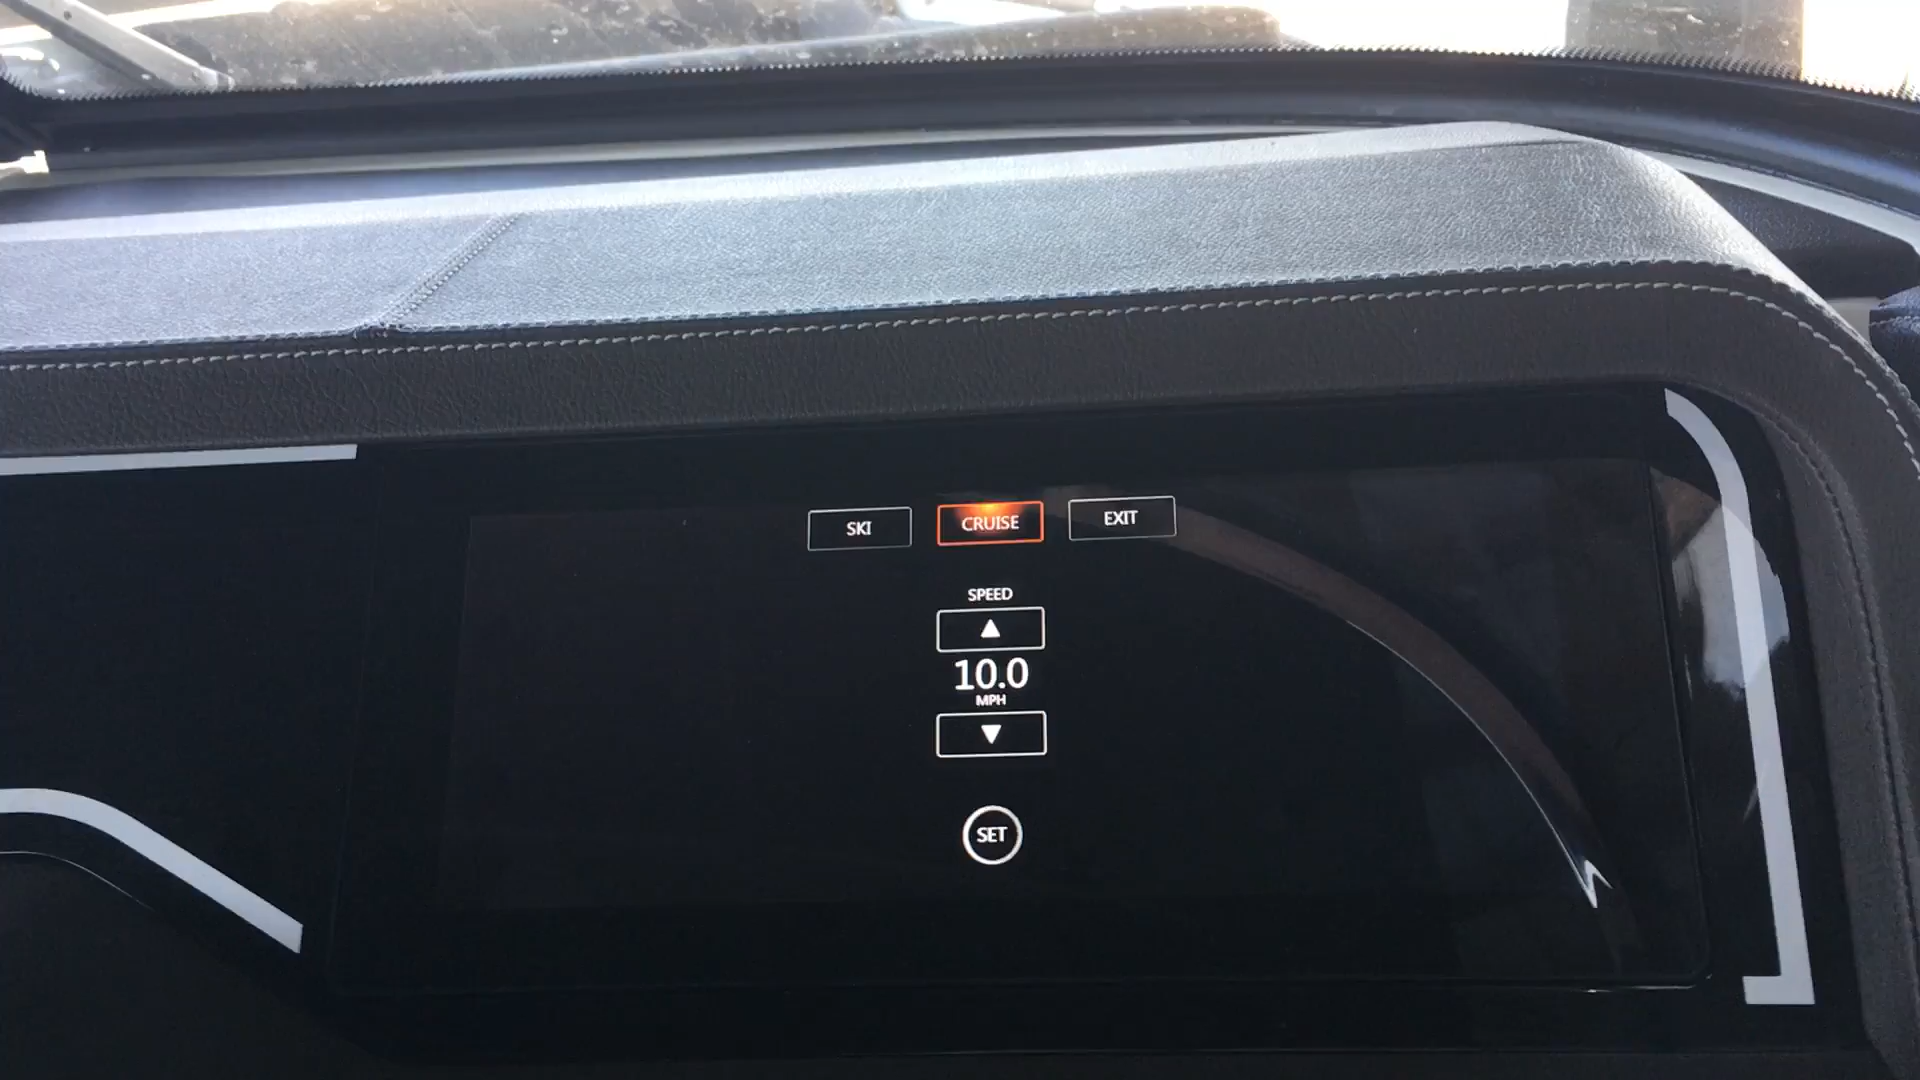 SKI CRUISE EXIT
SPEED
▲
10.0
MPH
▼
SET